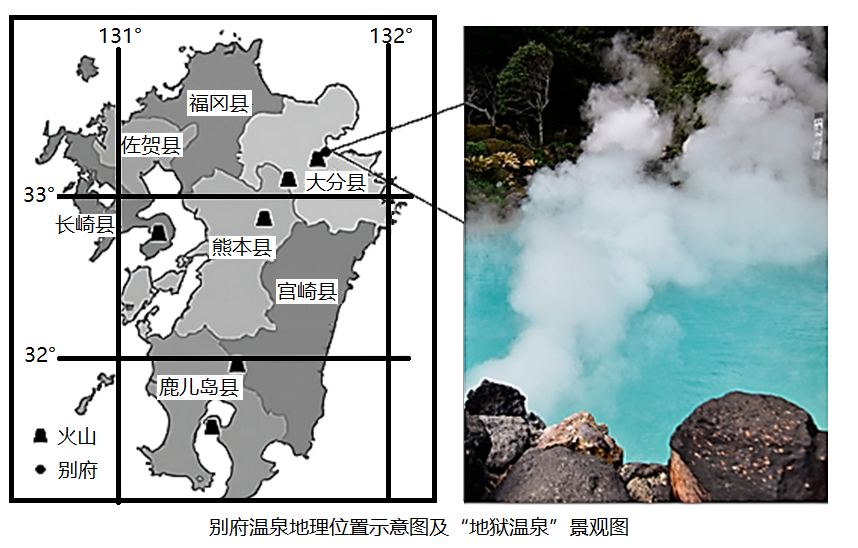 131°
132°
福冈县
佐贺县
大分县
33°
长崎县
熊本县
宫崎县
32°
鹿儿岛县
火山
别府
别府温泉地理位置示意图及“地狱温泉”景观图